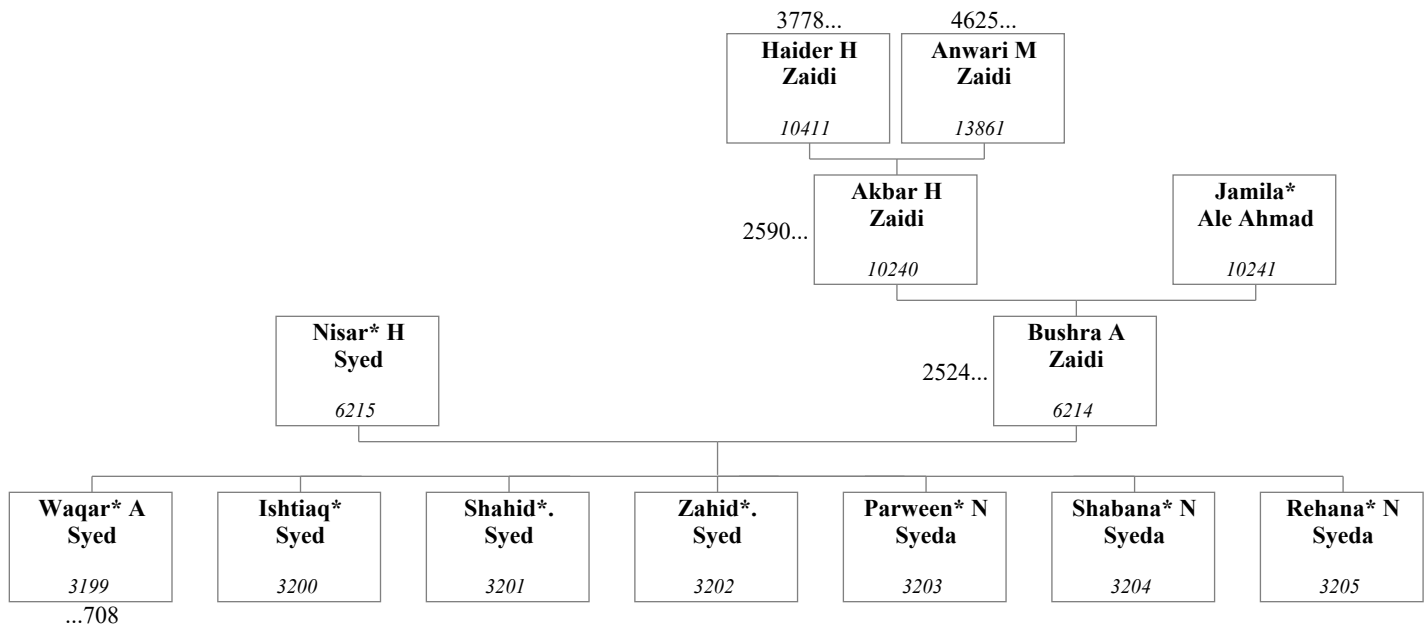 3778... 4625...
Haider H
Zaidi
10411
Anwari M
Zaidi
13861
2590...
Akbar H
Zaidi
10240
Jamila*
Ale Ahmad
10241
Nisar* H
Syed
6215
2524...
Bushra A
Zaidi
6214
Waqar* A
Syed
3199
...708
Ishtiaq*
Syed
3200
Shahid*.
Syed
3201
Zahid*.
Syed
3202
Parween* N
Syeda
3203
Shabana* N
Syeda
3204
Rehana* N
Syeda
3205